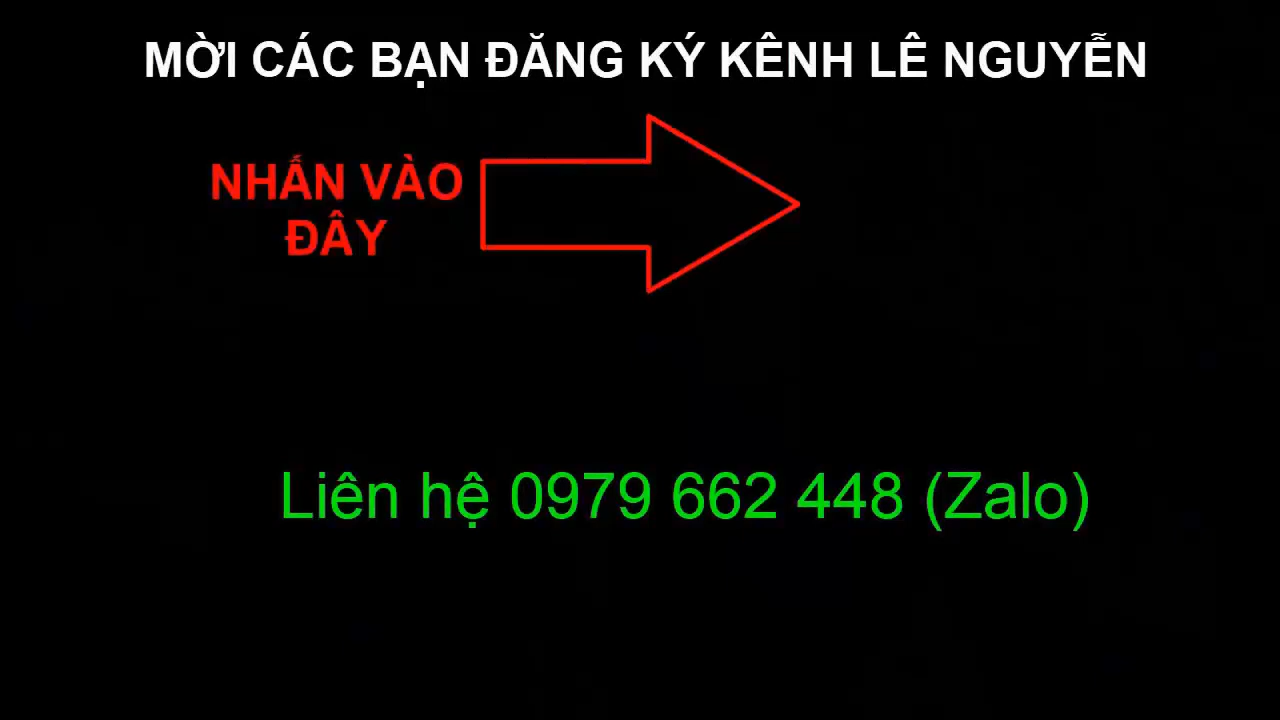 MỜI CÁC BẠN ĐĂNG KÝ KÊNH LÊ NGUYỄN
NHẤN VÀO
ĐÂY
Liên hệ 0979 662 448 (Zalo)